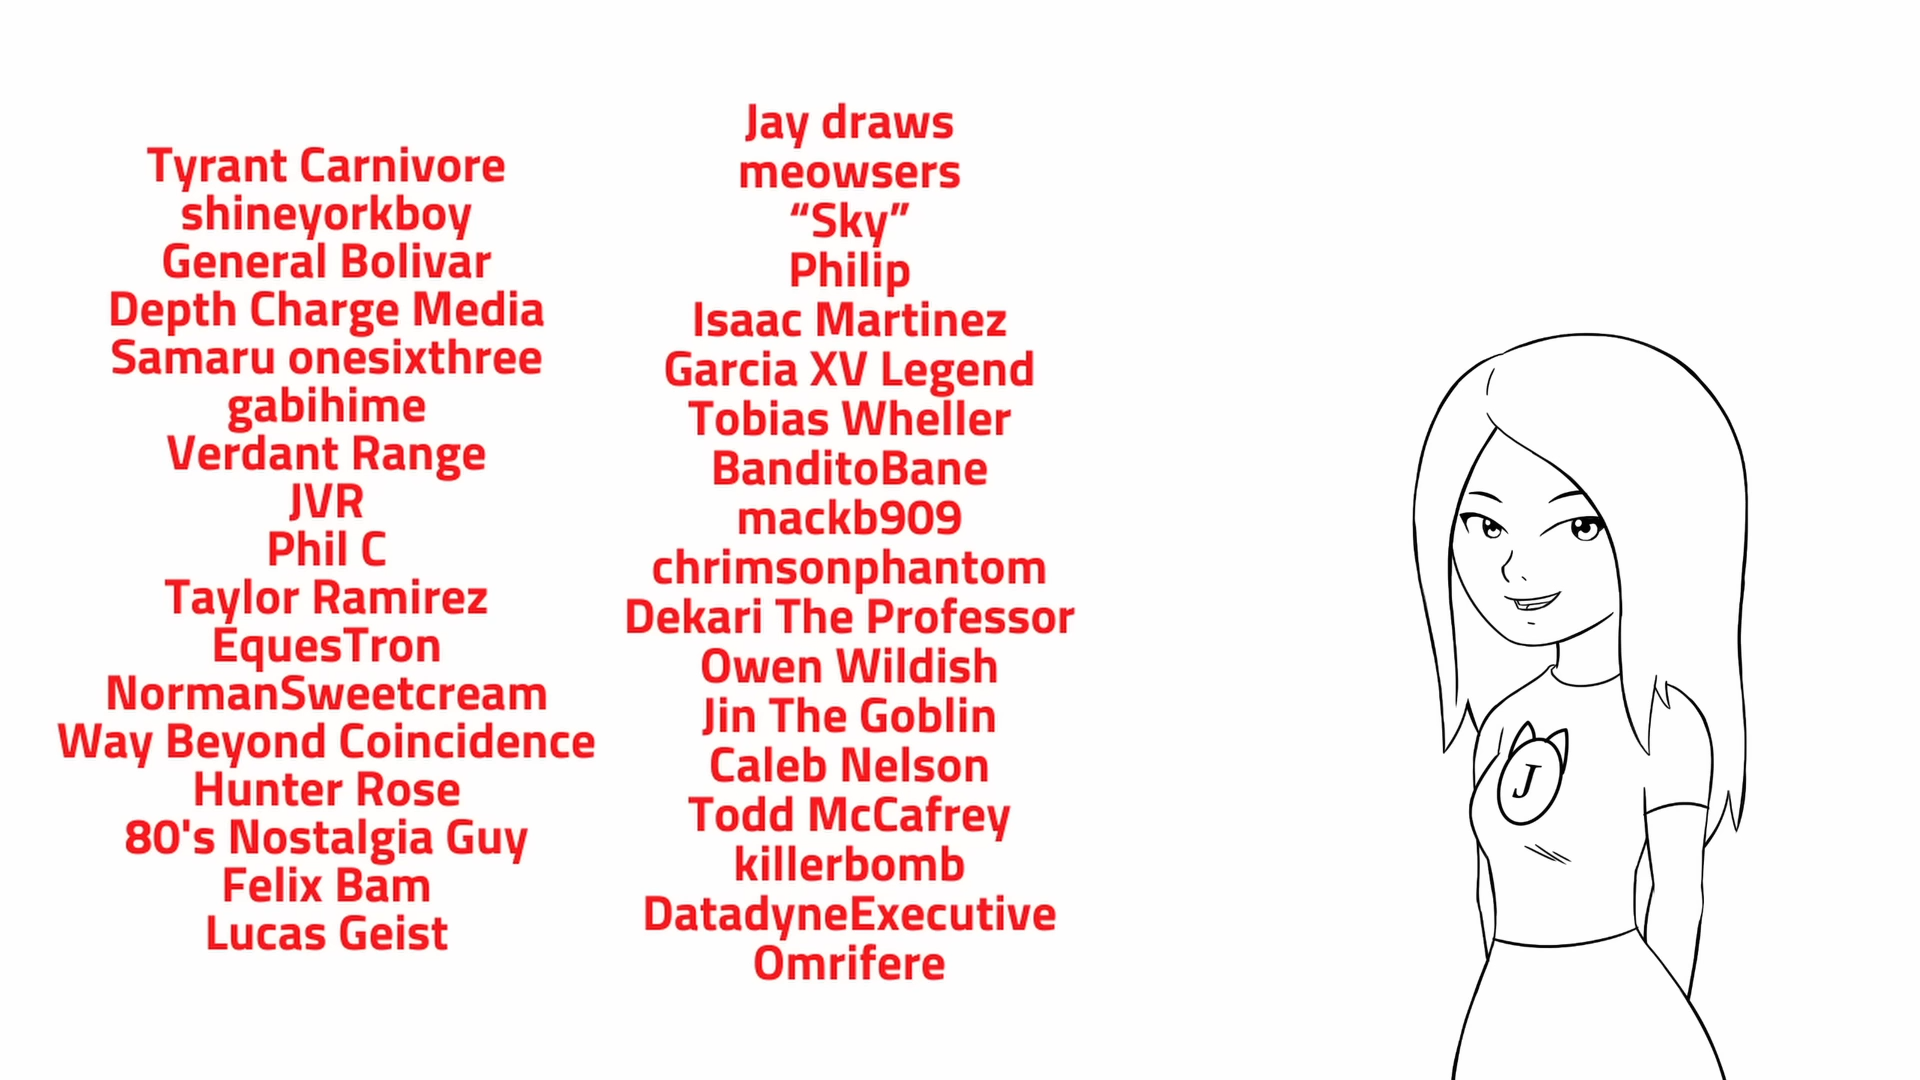 Tyrant Carnivore
shineyorkboy
General Bolivar
Depth Charge Media
Samaru onesixthree
gabihime
Verdant Range
JVR
Phil C
Taylor Ramirez
EquesTron
NormanSweetcream
Way Beyond Coincidence
Hunter Rose
80's Nostalgia Guy
Felix Bam
Lucas Geist
Jay draws
meowsers
“Sky”
Philip
Isaac Martinez
Garcia XV Legend
Tobias Wheller
BanditoBane
mackb909
chrimsonphantom
Dekari The Professor
Owen Wildish
Jin The Goblin
Caleb Nelson
Todd McCafrey
killerbomb
DatadyneExecutive
Omrifere
J